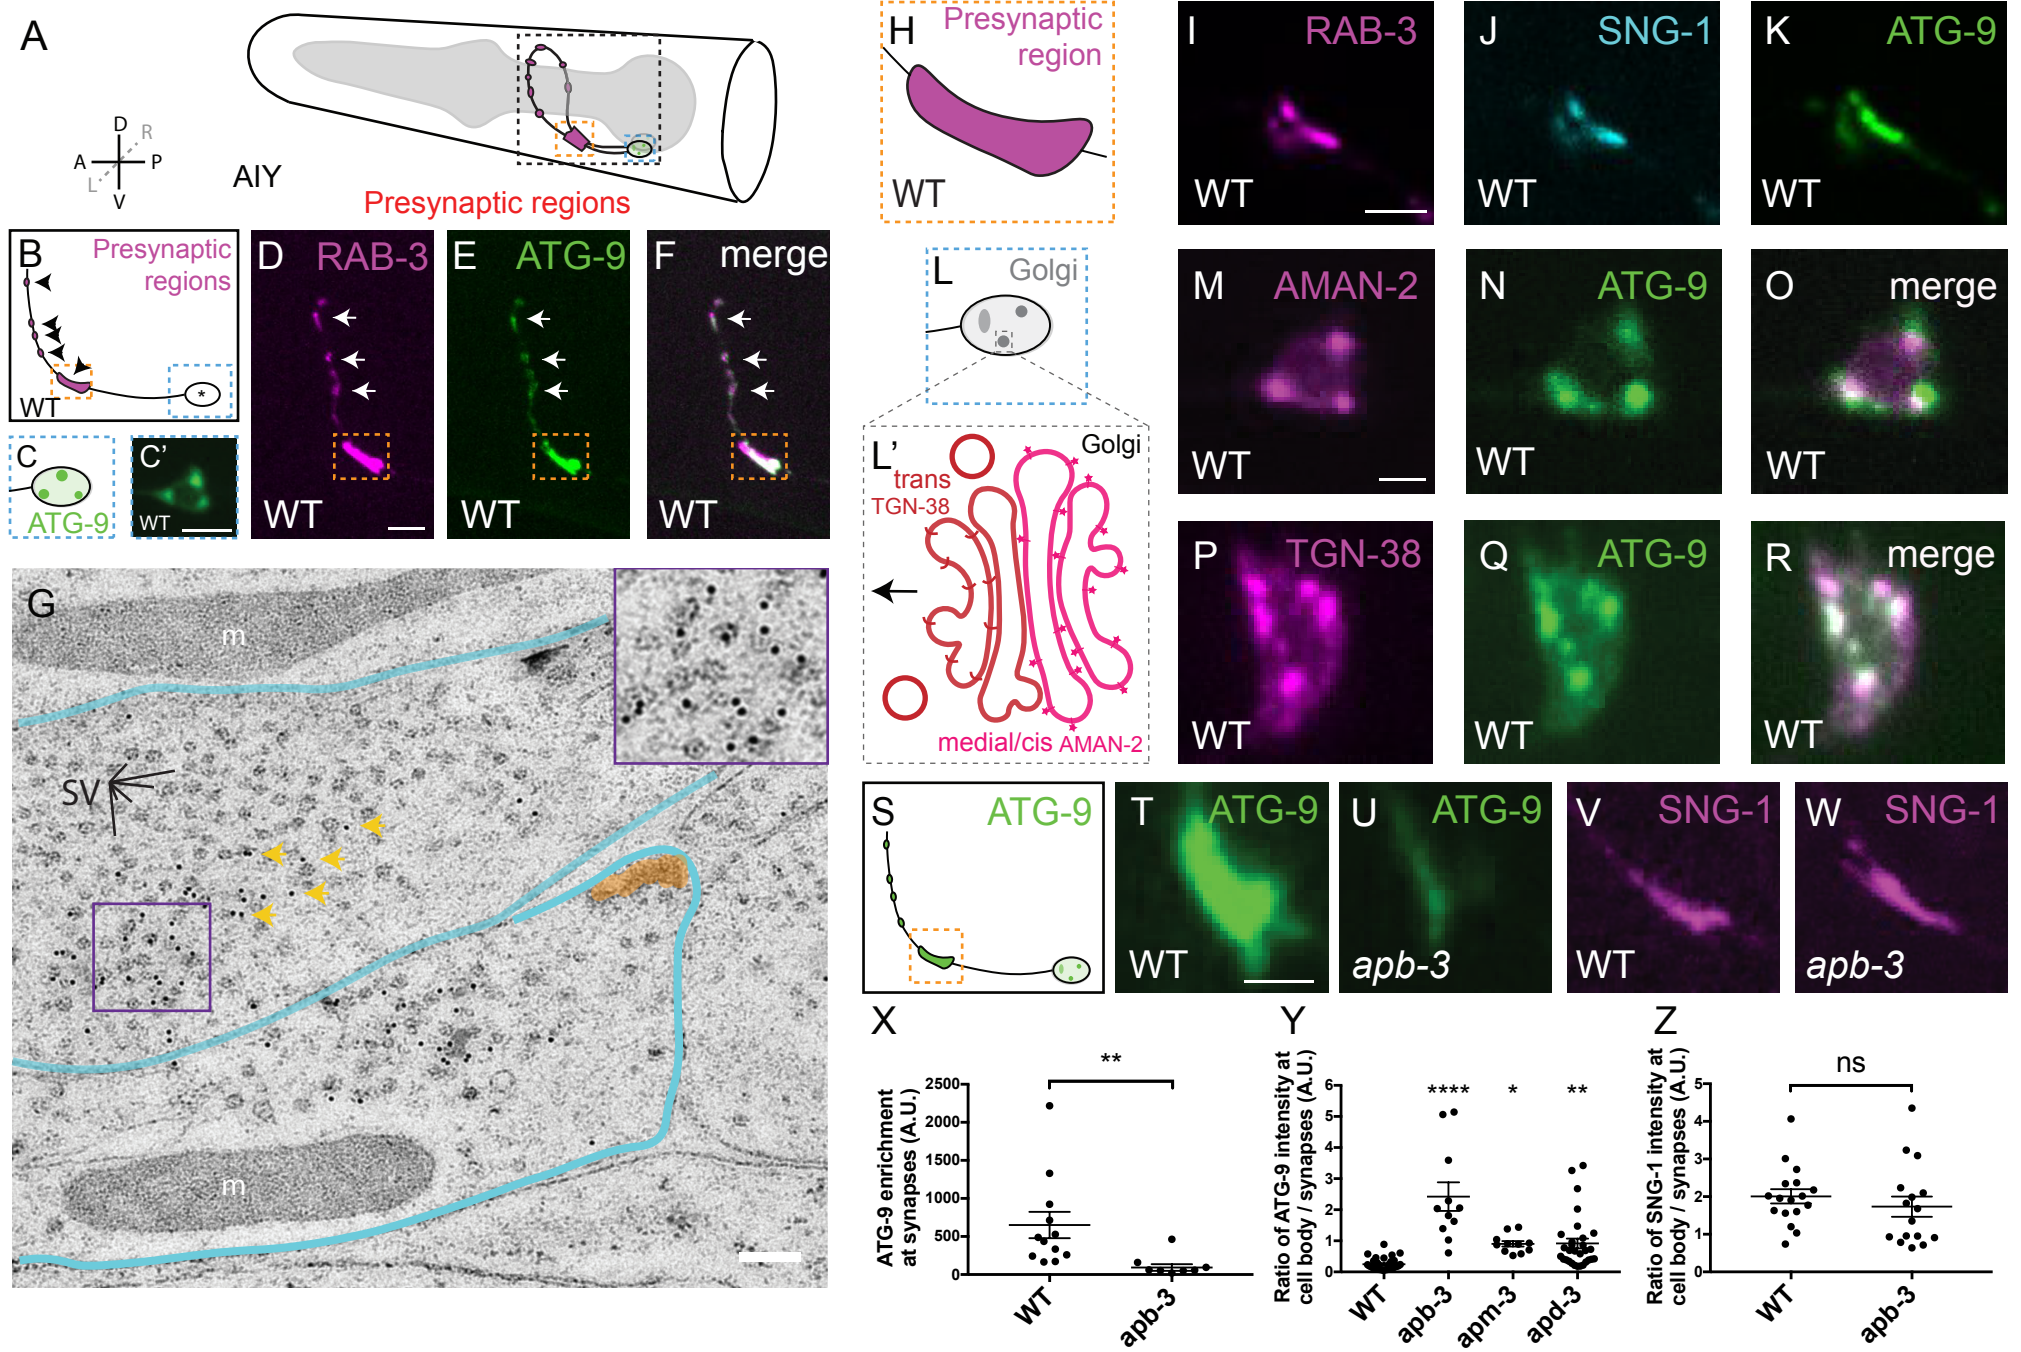 A
D
R
A
P
L
V
AIY
Presynaptic regions
B
Presynaptic
regions
*
WT
C
ATG-9
C'
WT
D
RAB-3
WT
E
ATG-9
WT
F
merge
WT
G
m
SV
m
H
Presynaptic
region
WT
I
RAB-3
WT
J
SNG-1
WT
K
ATG-9
WT
L
Golgi
L'
Golgi
trans
TGN-38
medial/cis AMAN-2
M
AMAN-2
WT
N
ATG-9
WT
O
merge
WT
P
TGN-38
WT
Q
ATG-9
WT
R
merge
WT
S
ATG-9
T
ATG-9
WT
U
ATG-9
apb-3
V
SNG-1
WT
W
SNG-1
apb-3
X
ATG-9 enrichment
at synapses (A.U.)
2500
2000
1500
1000
500
0
**
WT
apb-3
Y
Ratio of ATG-9 intensity at
cell body / synapses (A.U.)
6
5
4
3
2
1
0
****
*
**
WT
apb-3
apm-3
apd-3
Z
Ratio of SNG-1 intensity at
cell body / synapses (A.U.)
5
4
3
2
1
0
ns
WT
apb-3